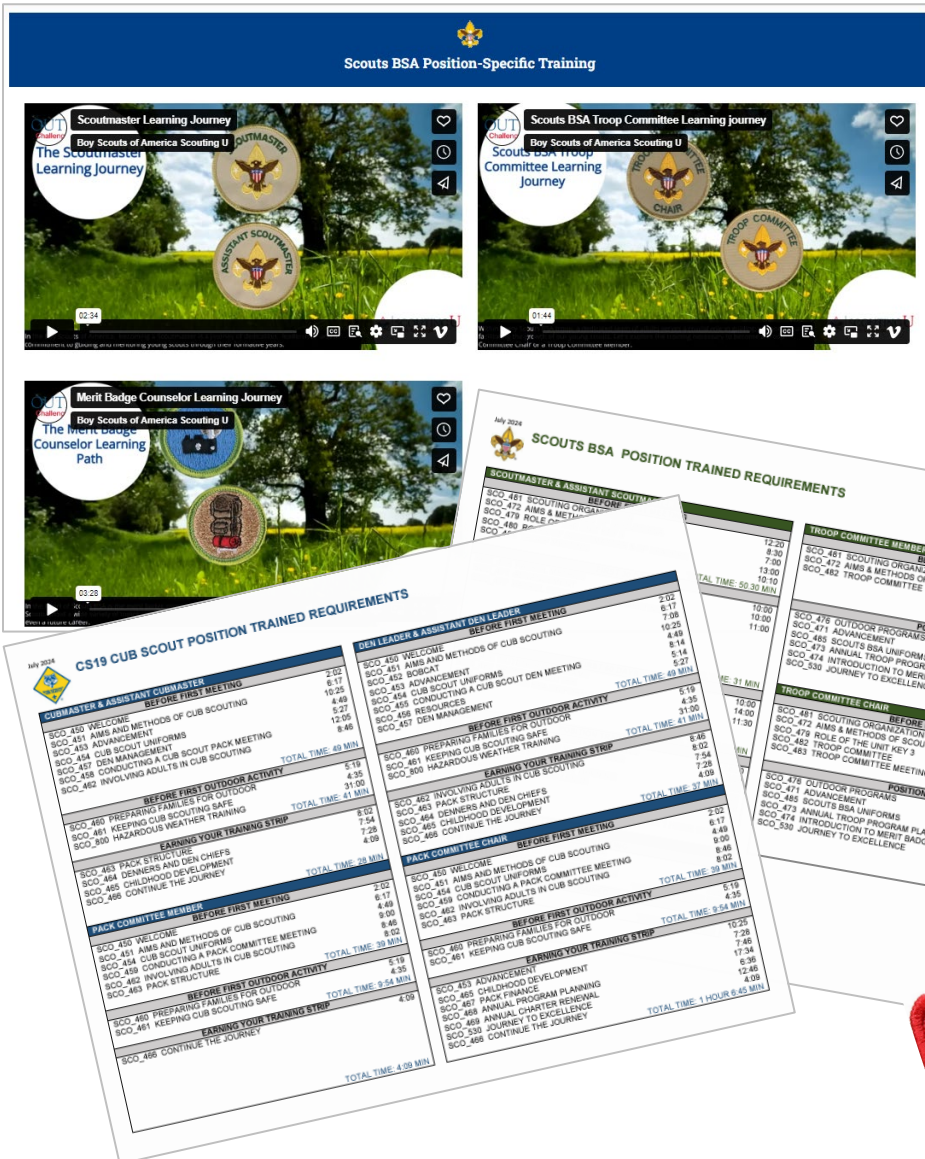 Scouts BSA Position-Specific Training
Scoutmaster Learning Journey
Boy Scouts of America Scouting U
The Scoutmaster
Learning Journey
SCOUTMASTER
ASSISTANT SCOUTMASTER
02:34
commitment to guiding and mentoring young scouts through their formative years.
Scouts BSA Troop Committee Learning journey
Boy Scouts of America Scouting U
Scouts BSA Troop
Committee Learning
Journey
TROOP COMMITTEE
CHAIR
TROOP COMMITTEE
01:44
Committee Chair or a Troop Committee Member.
Merit Badge Counselor Learning Journey
Boy Scouts of America Scouting U
The Merit Badge
Counselor Learning
Path
03:28
even a future career.
July 2024
SCOUTS BSA POSITION TRAINED REQUIREMENTS
SCOUTMASTER & ASSISTANT
BEFORE
SCO_481 SCOUTING
SCO_472 AIMS &
SCO_479 ROLE
SCO_480
12:20
8:30
7:00
13:00
10:10
TIME: 50:30 MIN
10:00
10:00
11:00
TIME: 31 MIN
10:00
14:00
11:30
MIN
TROOP COMMITTEE MEMBER
SCO_481 SCOUTING
SCO_472 AIMS & METHODS
SCO_482 TROOP COMMITTEE
SCO_478 OUTDOOR PROGRAMS
SCO_471 ADVANCEMENT
SCO_485 SCOUTS BSA UNIFORMS
SCO_473 ANNUAL TROOP
SCO_474 INTRODUCTION TO
SCO_530 JOURNEY TO
TROOP COMMITTEE CHAIR
BEFORE
SCO_481 SCOUTING ORGANIZATION
SCO_472 AIMS & METHODS OF
SCO_479 ROLE OF THE UNIT KEY 3
SCO_482 TROOP COMMITTEE
SCO_483 TROOP COMMITTEE
SCO_478 OUTDOOR PROGRAMS
SCO_471 ADVANCEMENT
SCO_485 SCOUTS BSA UNIFORMS
SCO_473 ANNUAL TROOP PROGRAM
SCO_474 INTRODUCTION TO MERIT
SCO_530 JOURNEY TO EXCELLENCE
July 2024
CS19 CUB SCOUT POSITION TRAINED REQUIREMENTS
CUBMASTER & ASSISTANT CUBMASTER
BEFORE FIRST MEETING
SCO_450 WELCOME 2:02
SCO_451 AIMS AND METHODS OF CUB SCOUTING 6:17
SCO_453 ADVANCEMENT 10:25
SCO_454 CUB SCOUT UNIFORMS 4:49
SCO_457 DEN MANAGEMENT 5:27
SCO_458 CONDUCTING A CUB SCOUT PACK MEETING 12:05
SCO_462 INVOLVING ADULTS IN CUB SCOUTING 8:46
TOTAL TIME: 49 MIN
BEFORE FIRST OUTDOOR ACTIVITY
SCO_460 PREPARING FAMILIES FOR OUTDOOR 5:19
SCO_461 KEEPING CUB SCOUTING SAFE 4:35
SCO_800 HAZARDOUS WEATHER TRAINING 31:00
TOTAL TIME: 41 MIN
EARNING YOUR TRAINING STRIP
SCO_463 PACK STRUCTURE 8:02
SCO_464 DENNERS AND DEN CHIEFS 7:54
SCO_465 CHILDHOOD DEVELOPMENT 7:28
SCO_466 CONTINUE THE JOURNEY 4:09
TOTAL TIME: 28 MIN
PACK COMMITTEE MEMBER
BEFORE FIRST MEETING
SCO_450 WELCOME 2:02
SCO_451 AIMS AND METHODS OF CUB SCOUTING 6:17
SCO_454 CUB SCOUT UNIFORMS 4:49
SCO_459 CONDUCTING A PACK COMMITTEE MEETING 9:00
SCO_462 INVOLVING ADULTS IN CUB SCOUTING 8:46
SCO_463 PACK STRUCTURE 8:02
TOTAL TIME: 39 MIN
BEFORE FIRST OUTDOOR ACTIVITY
SCO_460 PREPARING FAMILIES FOR OUTDOOR 5:19
SCO_461 KEEPING CUB SCOUTING SAFE 4:35
TOTAL TIME: 9:54 MIN
EARNING YOUR TRAINING STRIP
SCO_466 CONTINUE THE JOURNEY 4:09
TOTAL TIME: 4:09 MIN
DEN LEADER & ASSISTANT DEN LEADER
BEFORE FIRST MEETING
SCO_450 WELCOME 2:02
SCO_451 AIMS AND METHODS OF CUB SCOUTING 6:17
SCO_452 BOBCAT 7:08
SCO_453 ADVANCEMENT 10:25
SCO_454 CUB SCOUT UNIFORMS 4:49
SCO_455 CONDUCTING A CUB SCOUT DEN MEETING 8:14
SCO_456 RESOURCES 5:14
SCO_457 DEN MANAGEMENT 5:27
TOTAL TIME: 49 MIN
BEFORE FIRST OUTDOOR ACTIVITY
SCO_460 PREPARING FAMILIES FOR OUTDOOR 5:19
SCO_461 KEEPING CUB SCOUTING SAFE 4:35
SCO_800 HAZARDOUS WEATHER TRAINING 31:00
TOTAL TIME: 41 MIN
EARNING YOUR TRAINING STRIP
SCO_462 INVOLVING ADULTS IN CUB SCOUTING 8:46
SCO_463 PACK STRUCTURE 8:02
SCO_464 DENNERS AND DEN CHIEFS 7:54
SCO_465 CHILDHOOD DEVELOPMENT 7:28
SCO_466 CONTINUE THE JOURNEY 4:09
TOTAL TIME: 37 MIN
PACK COMMITTEE CHAIR
BEFORE FIRST MEETING
SCO_450 WELCOME 2:02
SCO_451 AIMS AND METHODS OF CUB SCOUTING 6:17
SCO_454 CUB SCOUT UNIFORMS 4:49
SCO_459 CONDUCTING A PACK COMMITTEE MEETING 9:00
SCO_462 INVOLVING ADULTS IN CUB SCOUTING 8:46
SCO_463 PACK STRUCTURE 8:02
TOTAL TIME: 39 MIN
BEFORE FIRST OUTDOOR ACTIVITY
SCO_460 PREPARING FAMILIES FOR OUTDOOR 5:19
SCO_461 KEEPING CUB SCOUTING SAFE 4:35
TOTAL TIME: 9:54 MIN
EARNING YOUR TRAINING STRIP
SCO_453 ADVANCEMENT 10:25
SCO_465 CHILDHOOD DEVELOPMENT 7:28
SCO_467 PACK FINANCE 7:46
SCO_468 ANNUAL PROGRAM PLANNING 17:34
SCO_469 ANNUAL CHARTER RENEWAL 6:36
SCO_530 JOURNEY TO EXCELLENCE 12:46
SCO_466 CONTINUE THE JOURNEY 4:09
TOTAL TIME: 1 HOUR 6:45 MIN